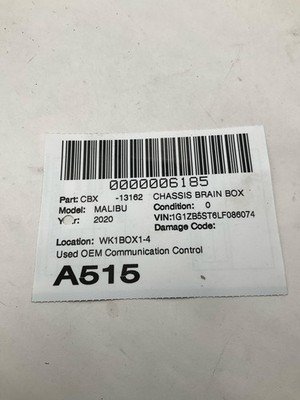 0000006185
Part: CBX -13162 CHASSIS BRAIN BOX
Model: MALIBU Condition: 0
Year: 2020 VIN:1G1ZB5ST6LF086074
Damage Code:
Location: WK1BOX1-4
Used OEM Communication Control
A515